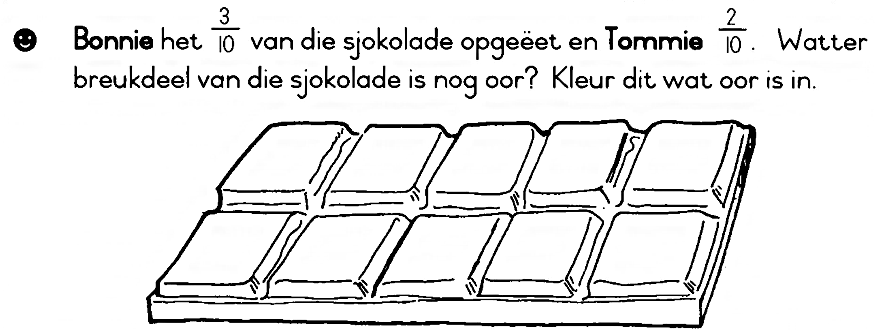 ☻ Bonnie het 3/10 van die sjokolade opgeëet en Tommie 2/10. Watter
breukdeel van die sjokolade is nog oor? Kleur dit wat oor is in.